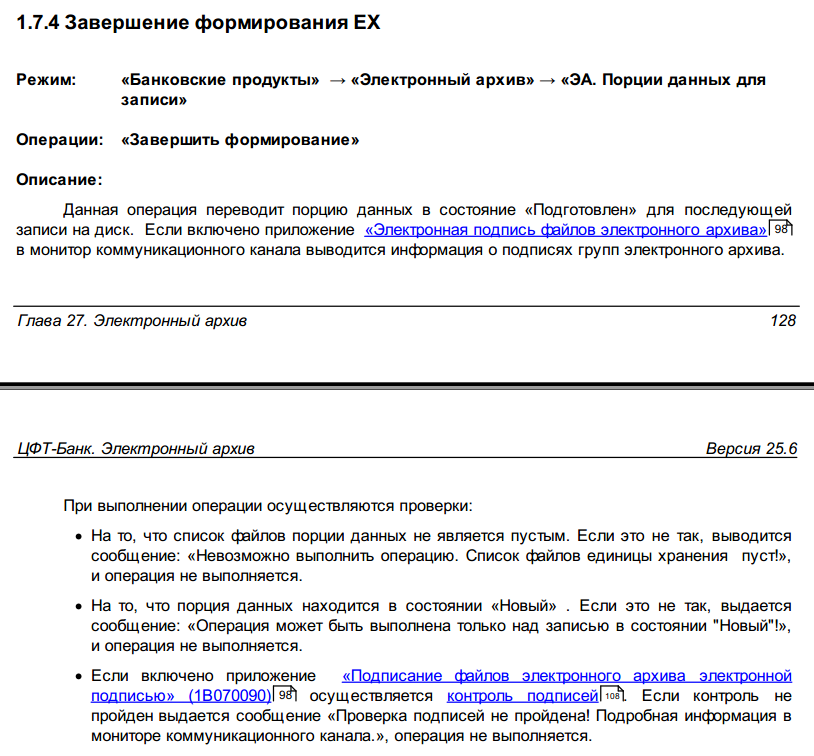 1.7.4 Завершение формирования ЕХ
Режим: «Банковские продукты» → «Электронный архив» → «ЭА. Порции данных для
записи»
Операции: «Завершить формирование»
Описание:
Данная операция переводит порцию данных в состояние «Подготовлен» для последующей
записи на диск. Если включено приложение «Электронная подпись файлов электронного архива» 98
в монитор коммуникационного канала выводится информация о подписях групп электронного архива.
Глава 27. Электронный архив 128
ЦФТ-Банк. Электронный архив Версия 25.6
При выполнении операции осуществляются проверки:
• На то, что список файлов порции данных не является пустым. Если это не так, выводится
сообщение: «Невозможно выполнить операцию. Список файлов единицы хранения пуст!»,
и операция не выполняется.
• На то, что порция данных находится в состоянии «Новый» . Если это не так, выдается
сообщение: «Операция может быть выполнена только над записью в состоянии "Новый"!»,
и операция не выполняется.
• Если включено приложение «Подписание файлов электронного архива электронной
подписью» (1B070090) 98 осуществляется контроль подписей 108. Если контроль не
пройден выдается сообщение «Проверка подписей не пройдена! Подробная информация в
мониторе коммуникационного канала.», операция не выполняется.